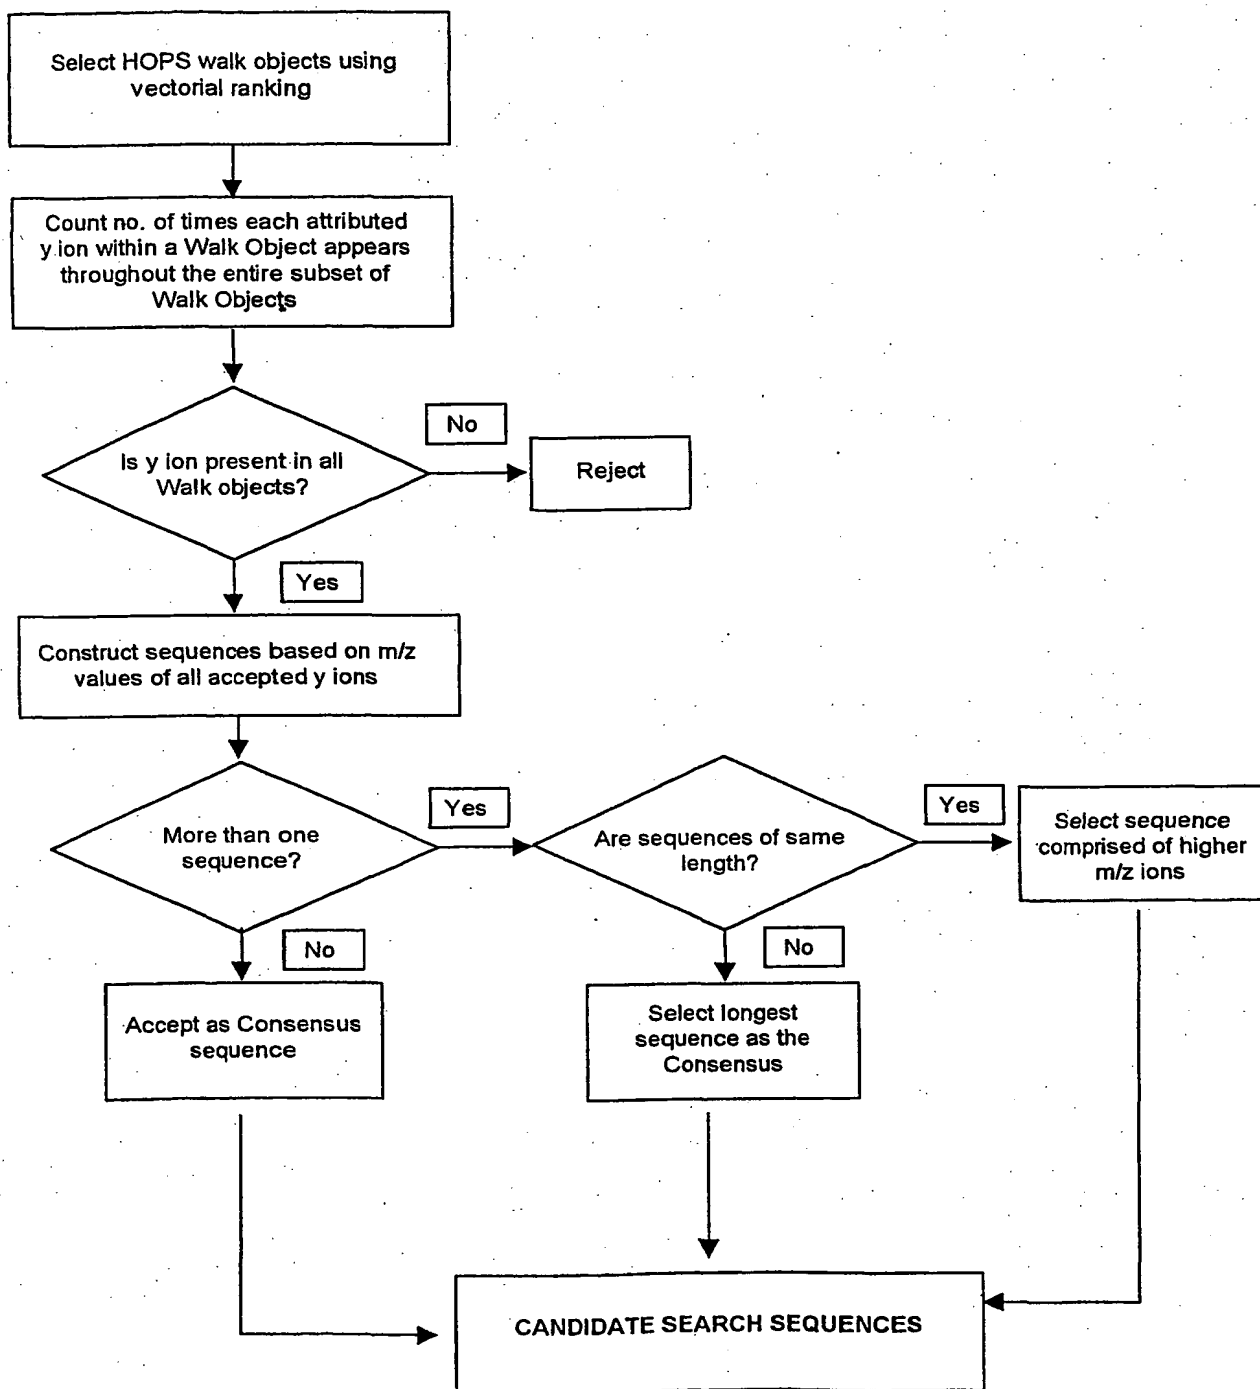 Select HOPS walk objects using
vectorial ranking
Count no. of times each attributed
y ion within a Walk Object appears
throughout the entire subset of
Walk Objects
Is y ion present in all
Walk objects?
No
Reject
Yes
Construct sequences based on m/z
values of all accepted y ions
More than one
sequence?
Yes
Are sequences of same
length?
Yes
Select sequence
comprised of higher
m/z ions
No
Accept as Consensus
sequence
No
Select longest
sequence as the
Consensus
CANDIDATE SEARCH SEQUENCES